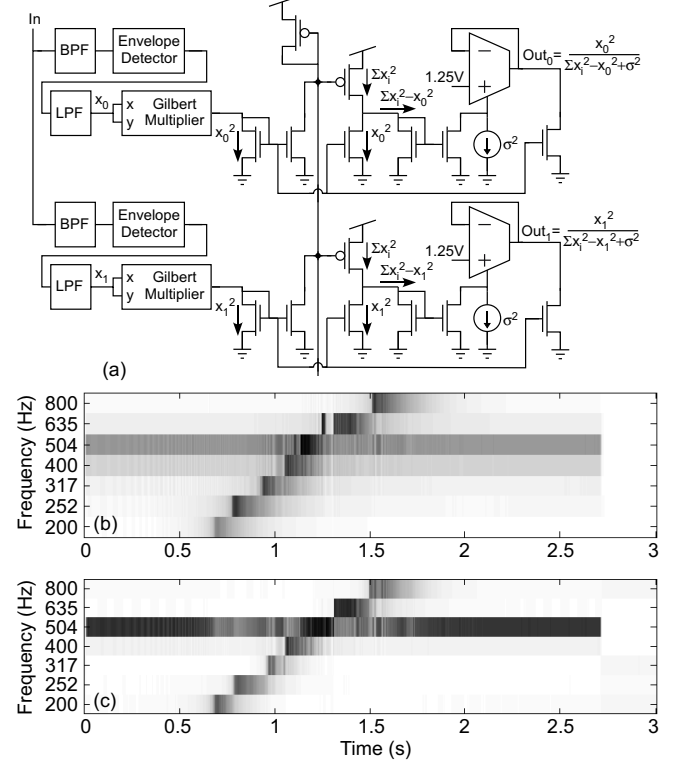 In
BPF
Envelope
Detector
LPF
x₀
x
y
Gilbert
Multiplier
x₀²
Σxᵢ²
Σxᵢ²−x₀²
x₀²
1.25V
−
+
σ²
Out₀= x₀² / Σxᵢ²−x₀²+σ²
BPF
Envelope
Detector
LPF
x₁
x
y
Gilbert
Multiplier
x₁²
Σxᵢ²
Σxᵢ²−x₁²
x₁²
1.25V
−
+
σ²
Out₁= x₁² / Σxᵢ²−x₁²+σ²
(a)
Frequency (Hz)
800
635
504
400
317
252
200
(b)
0 0.5 1 1.5 2 2.5 3
Frequency (Hz)
800
635
504
400
317
252
200
(c)
0 0.5 1 1.5 2 2.5 3
Time (s)